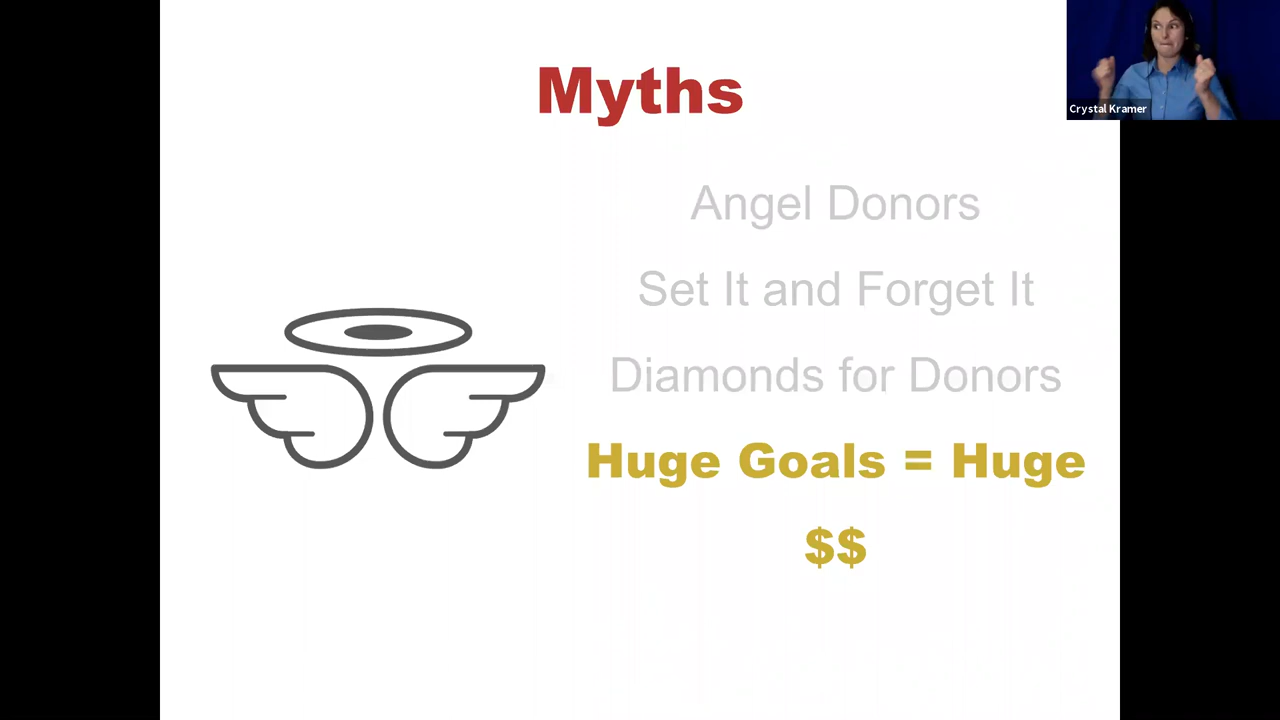 Myths
Crystal Kramer
Angel Donors
Set It and Forget It
Diamonds for Donors
Huge Goals = Huge
$$